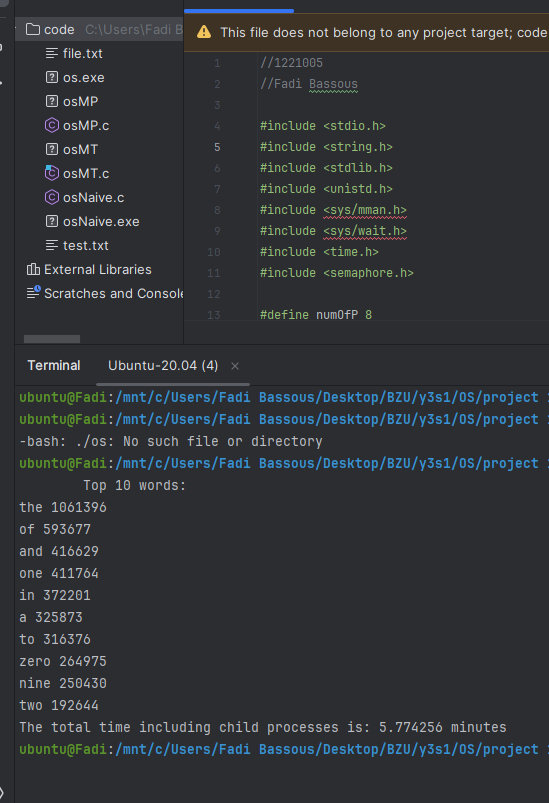 code C:\Users\Fadi B
file.txt
os.exe
osMP
osMP.c
osMT
osMT.c
osNaive.c
osNaive.exe
test.txt
External Libraries
Scratches and Console
This file does not belong to any project target; code
1 //1221005
2 //Fadi Bassous
3
4 #include <stdio.h>
5 #include <string.h>
6 #include <stdlib.h>
7 #include <unistd.h>
8 #include <sys/mman.h>
9 #include <sys/wait.h>
10 #include <time.h>
11 #include <semaphore.h>
12
13 #define numOfP 8
Terminal Ubuntu-20.04 (4) ×
ubuntu@Fadi:/mnt/c/Users/Fadi Bassous/Desktop/BZU/y3s1/OS/project
ubuntu@Fadi:/mnt/c/Users/Fadi Bassous/Desktop/BZU/y3s1/OS/project
-bash: ./os: No such file or directory
ubuntu@Fadi:/mnt/c/Users/Fadi Bassous/Desktop/BZU/y3s1/OS/project
Top 10 words:
the 1061396
of 593677
and 416629
one 411764
in 372201
a 325873
to 316376
zero 264975
nine 250430
two 192644
The total time including child processes is: 5.774256 minutes
ubuntu@Fadi:/mnt/c/Users/Fadi Bassous/Desktop/BZU/y3s1/OS/project